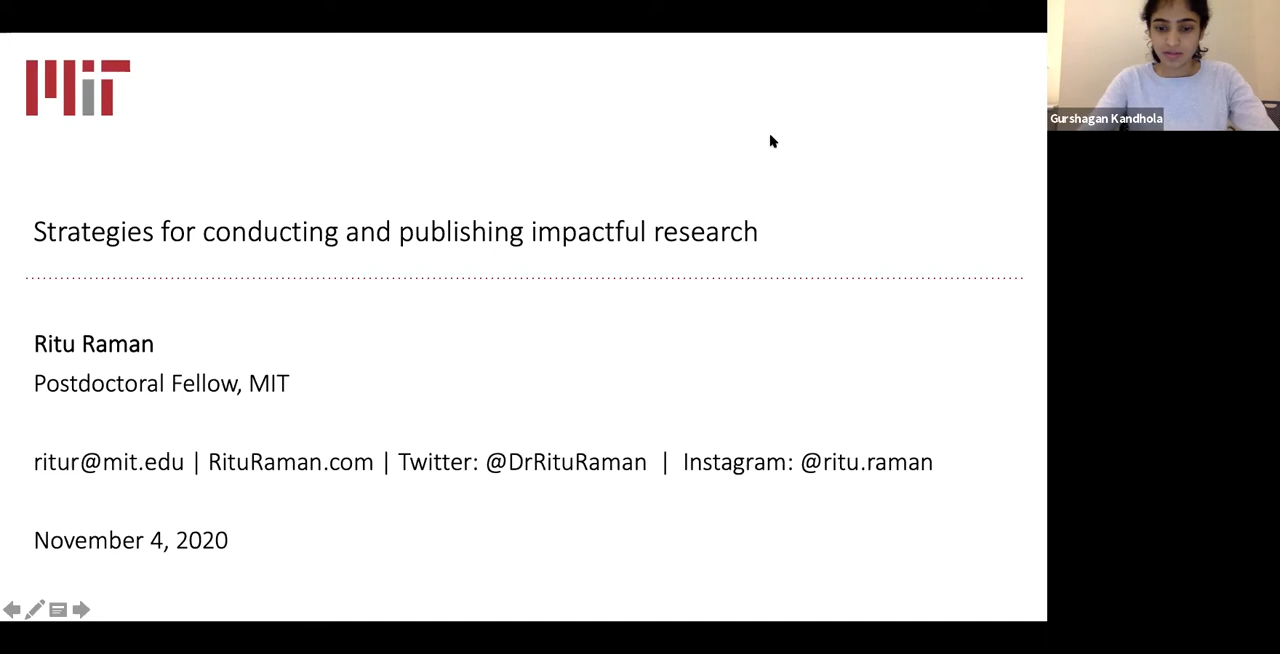 MIT
Gurshagan Kandhola
Strategies for conducting and publishing impactful research
Ritu Raman
Postdoctoral Fellow, MIT
ritur@mit.edu | RituRaman.com | Twitter: @DrRituRaman | Instagram: @ritu.raman
November 4, 2020